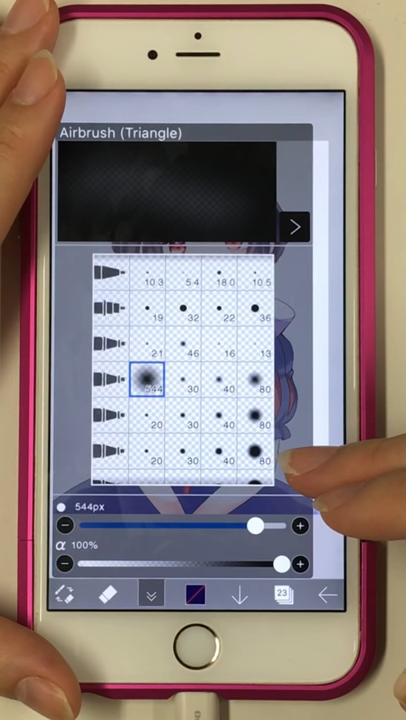 Airbrush (Triangle)
>
10.3 5.4 18.0 10.5
19 32 22 36
21 46 16 13
544 30 40 80
20 30 40 80
20 30 40 80
544px
α 100%
23